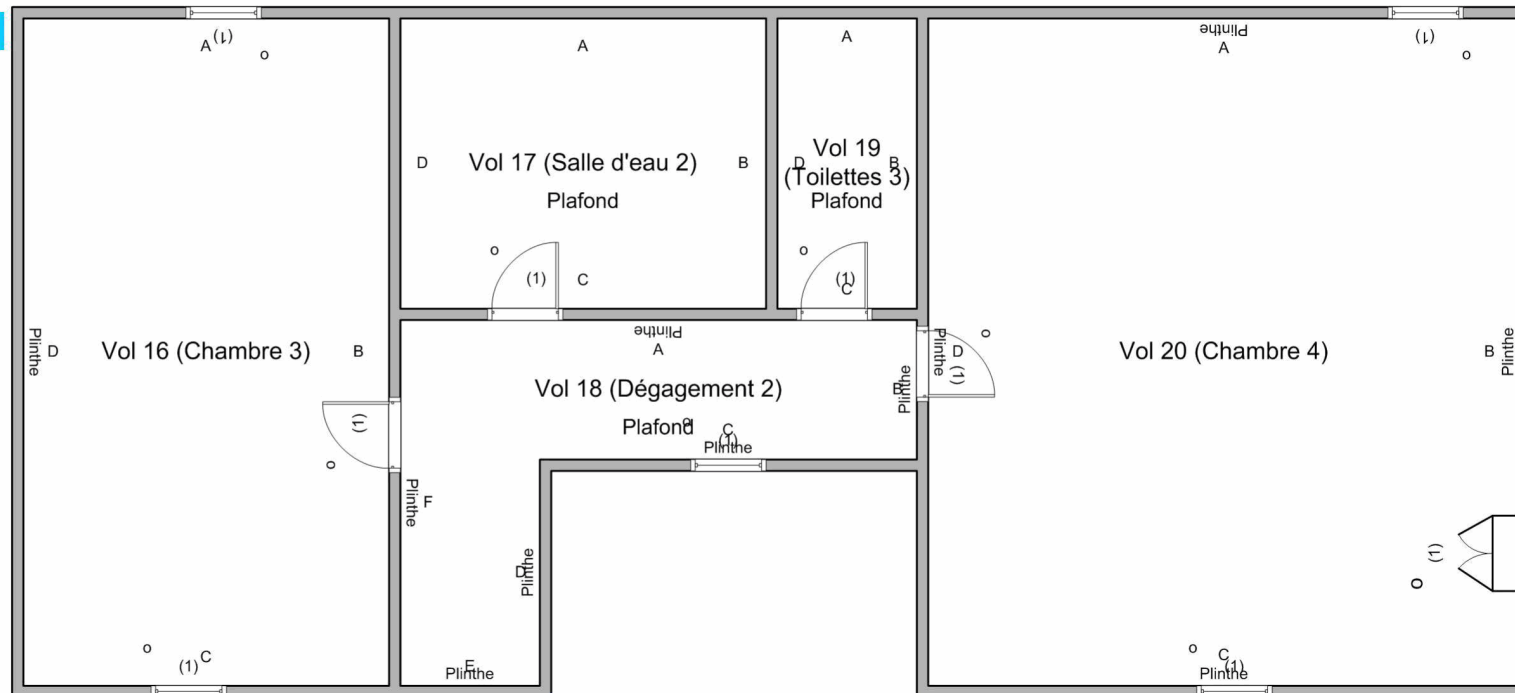 A
(1)
o
Plinthe
D
Vol 16 (Chambre 3)
B
(1)
o
o
(1)
C
A
D
Vol 17 (Salle d'eau 2)
B
Plafond
o
(1)
C
A
Vol 19
D
B
(Toilettes 3)
Plafond
o
(1)
C
Plinthe
A
Vol 18 (Dégagement 2)
B
Plinthe
Plafond
o
C
(1)
Plinthe
Plinthe
F
D
Plinthe
E
Plinthe
Plinthe
A
(1)
o
o
Plinthe
D
(1)
Vol 20 (Chambre 4)
B
Plinthe
(1)
o
o
C
(1)
Plinthe